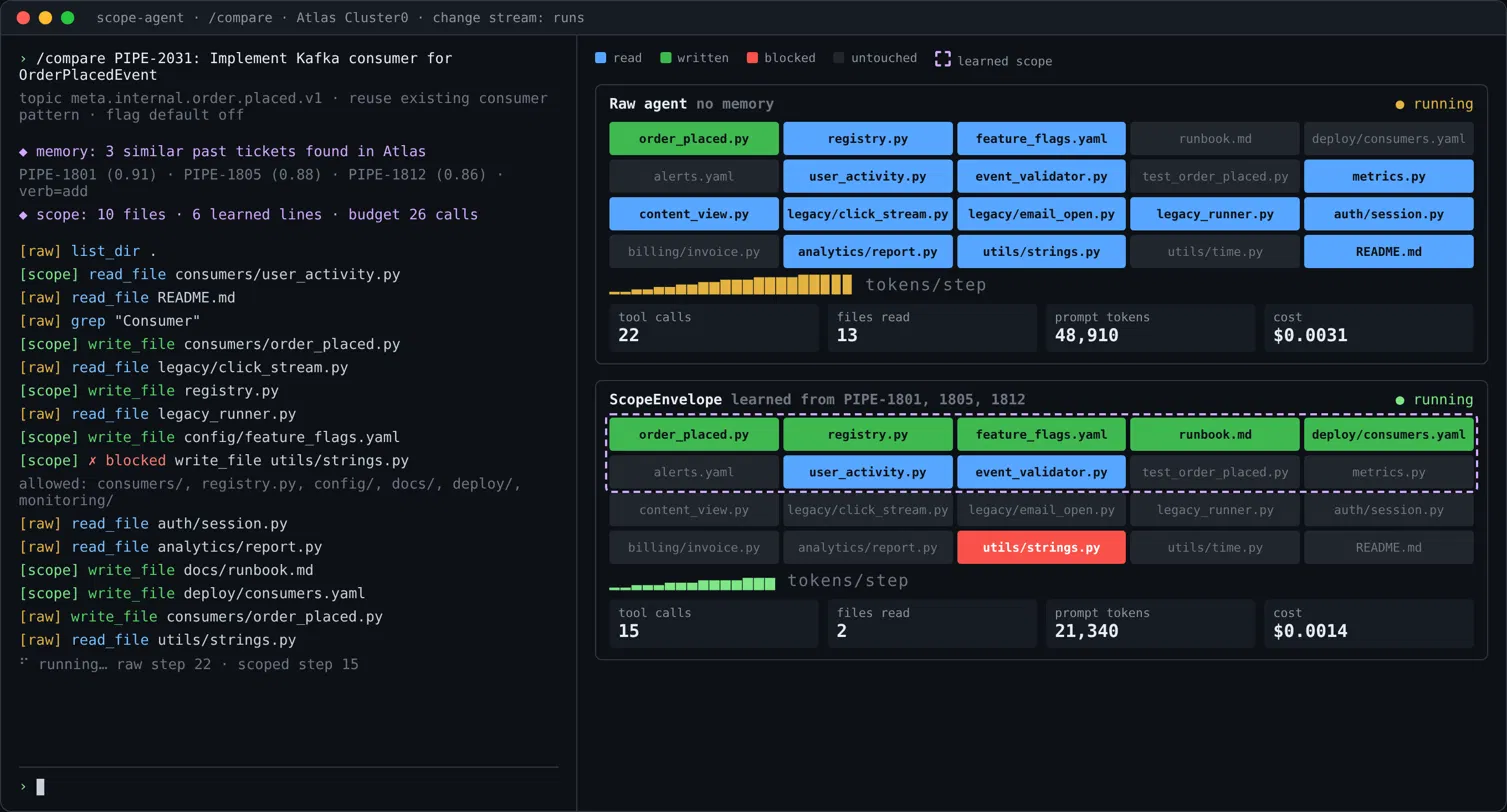 scope-agent · /compare · Atlas Cluster0 · change stream: runs
› /compare PIPE-2031: Implement Kafka consumer for
OrderPlacedEvent
topic meta.internal.order.placed.v1 · reuse existing consumer
pattern · flag default off
◆ memory: 3 similar past tickets found in Atlas
PIPE-1801 (0.91) · PIPE-1805 (0.88) · PIPE-1812 (0.86) ·
verb=add
◆ scope: 10 files · 6 learned lines · budget 26 calls
[raw] list_dir .
[scope] read_file consumers/user_activity.py
[raw] read_file README.md
[raw] grep "Consumer"
[scope] write_file consumers/order_placed.py
[raw] read_file legacy/click_stream.py
[scope] write_file registry.py
[raw] read_file legacy_runner.py
[scope] write_file config/feature_flags.yaml
[scope] ✗ blocked write_file utils/strings.py
allowed: consumers/, registry.py, config/, docs/, deploy/,
monitoring/
[raw] read_file auth/session.py
[raw] read_file analytics/report.py
[scope] write_file docs/runbook.md
[scope] write_file deploy/consumers.yaml
[raw] write_file consumers/order_placed.py
[raw] read_file utils/strings.py
running… raw step 22 · scoped step 15
›
read written blocked untouched learned scope
Raw agent no memory ● running
order_placed.py registry.py feature_flags.yaml runbook.md deploy/consumers.yaml
alerts.yaml user_activity.py event_validator.py test_order_placed.py metrics.py
content_view.py legacy/click_stream.py legacy/email_open.py legacy_runner.py auth/session.py
billing/invoice.py analytics/report.py utils/strings.py utils/time.py README.md
tokens/step
tool calls files read prompt tokens cost
22 13 48,910 $0.0031
ScopeEnvelope learned from PIPE-1801, 1805, 1812 ● running
order_placed.py registry.py feature_flags.yaml runbook.md deploy/consumers.yaml
alerts.yaml user_activity.py event_validator.py test_order_placed.py metrics.py
content_view.py legacy/click_stream.py legacy/email_open.py legacy_runner.py auth/session.py
billing/invoice.py analytics/report.py utils/strings.py utils/time.py README.md
tokens/step
tool calls files read prompt tokens cost
15 2 21,340 $0.0014